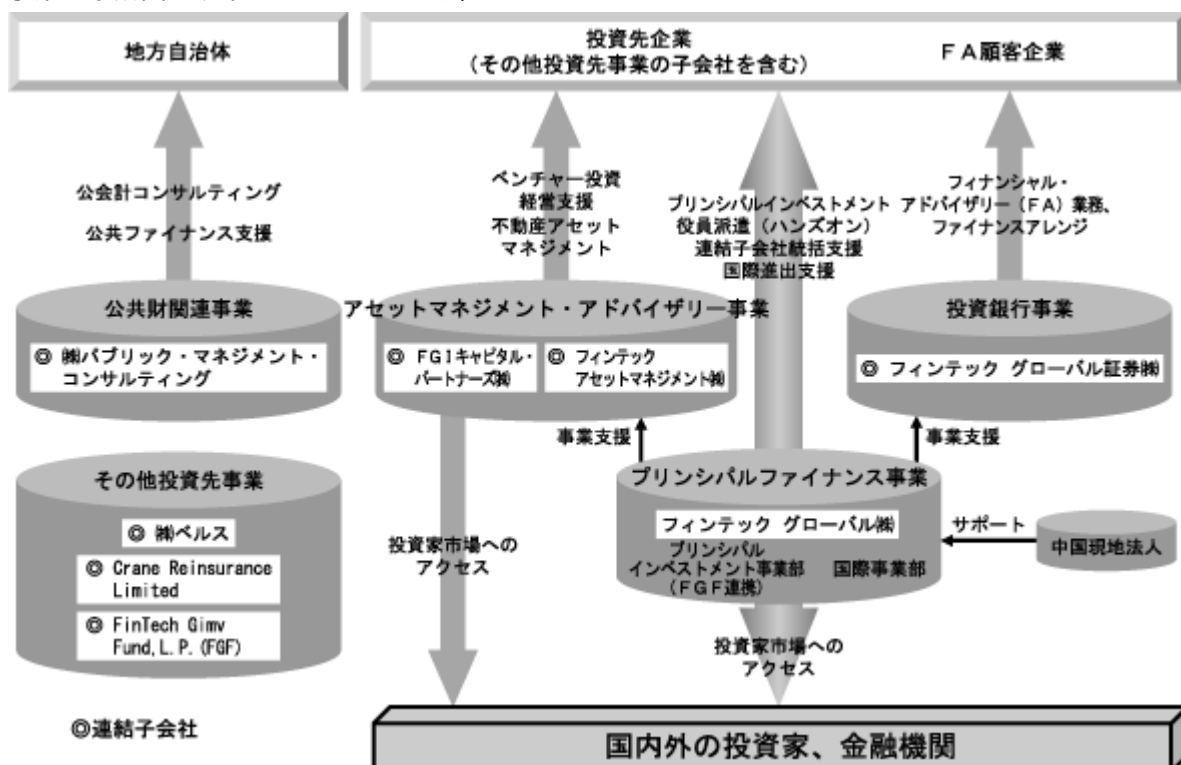 地方自治体
投資先企業
(その他投資先事業の子会社を含む)
FA顧客企業
公会計コンサルティング
公共ファイナンス支援
ベンチャー投資
経営支援
不動産アセット
マネジメント
プリンシパルインベストメント
役員派遣(ハンズオン)
連結子会社統括支援
国際進出支援
フィナンシャル・
アドバイザリー(FA)業務、
ファイナンスアレンジ
公共財関連事業
◎ ㈱パブリック・マネジメント・
コンサルティング
アセットマネジメント・アドバイザリー事業
◎ FGIキャピタル・
パートナーズ㈱
◎ フィンテック
アセットマネジメント㈱
投資銀行事業
◎ フィンテック グローバル証券㈱
事業支援
事業支援
その他投資先事業
◎ ㈱ベルス
◎ Crane Reinsurance
Limited
◎ FinTech Gimv
Fund,L.P.(FGF)
投資家市場への
アクセス
プリンシパルファイナンス事業
フィンテック グローバル㈱
プリンシパル
インベストメント事業部
(FGF連携)
国際事業部
サポート
中国現地法人
投資家市場への
アクセス
◎連結子会社
国内外の投資家、金融機関